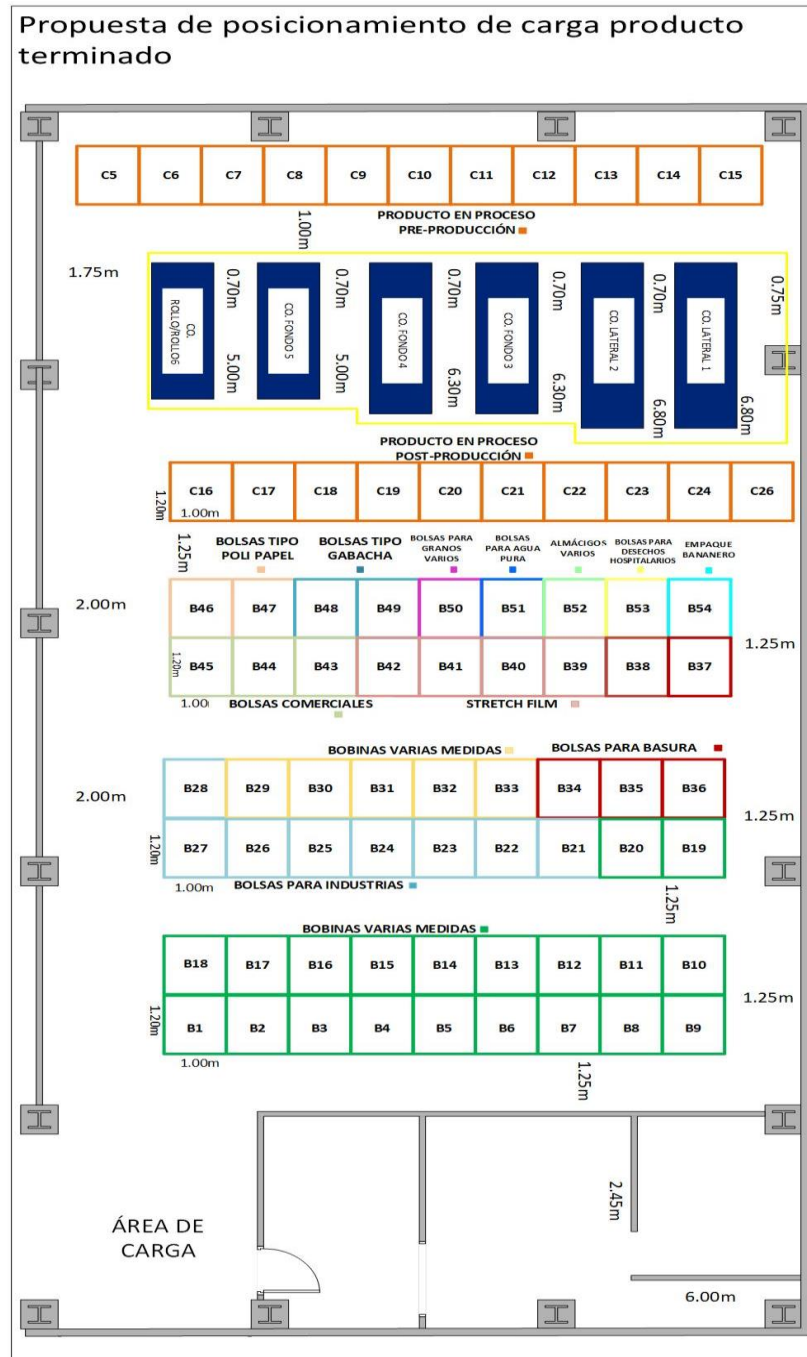 Propuesta de posicionamiento de carga producto
terminado
C5 C6 C7 C8 C9 C10 C11 C12 C13 C14 C15
1.00m
PRODUCTO EN PROCESO
PRE-PRODUCCIÓN
1.75m
CO. ROLLO/ROLLO6
0.70m
5.00m
CO. FONDO 5
0.70m
5.00m
CO. FONDO 4
0.70m
6.30m
CO. FONDO 3
0.70m
6.30m
CO. LATERAL 2
0.70m
6.80m
CO. LATERAL 1
0.75m
6.80m
PRODUCTO EN PROCESO
POST-PRODUCCIÓN
C16 C17 C18 C19 C20 C21 C22 C23 C24 C26
1.20m
1.00m
1.25m
BOLSAS TIPO
POLI PAPEL
BOLSAS TIPO
GABACHA
BOLSAS PARA
GRANOS
VARIOS
BOLSAS
PARA AGUA
PURA
ALMÁCIGOS
VARIOS
BOLSAS PARA
DESECHOS
HOSPITALARIOS
EMPAQUE
BANANERO
2.00m
B46 B47 B48 B49 B50 B51 B52 B53 B54
1.25m
1.20m
B45 B44 B43 B42 B41 B40 B39 B38 B37
1.00
BOLSAS COMERCIALES
STRETCH FILM
BOBINAS VARIAS MEDIDAS
BOLSAS PARA BASURA
2.00m
B28 B29 B30 B31 B32 B33 B34 B35 B36
1.25m
1.20m
B27 B26 B25 B24 B23 B22 B21 B20 B19
1.00m
BOLSAS PARA INDUSTRIAS
1.25m
BOBINAS VARIAS MEDIDAS
B18 B17 B16 B15 B14 B13 B12 B11 B10
1.25m
1.20m
B1 B2 B3 B4 B5 B6 B7 B8 B9
1.00m
1.25m
2.45m
ÁREA DE
CARGA
6.00m